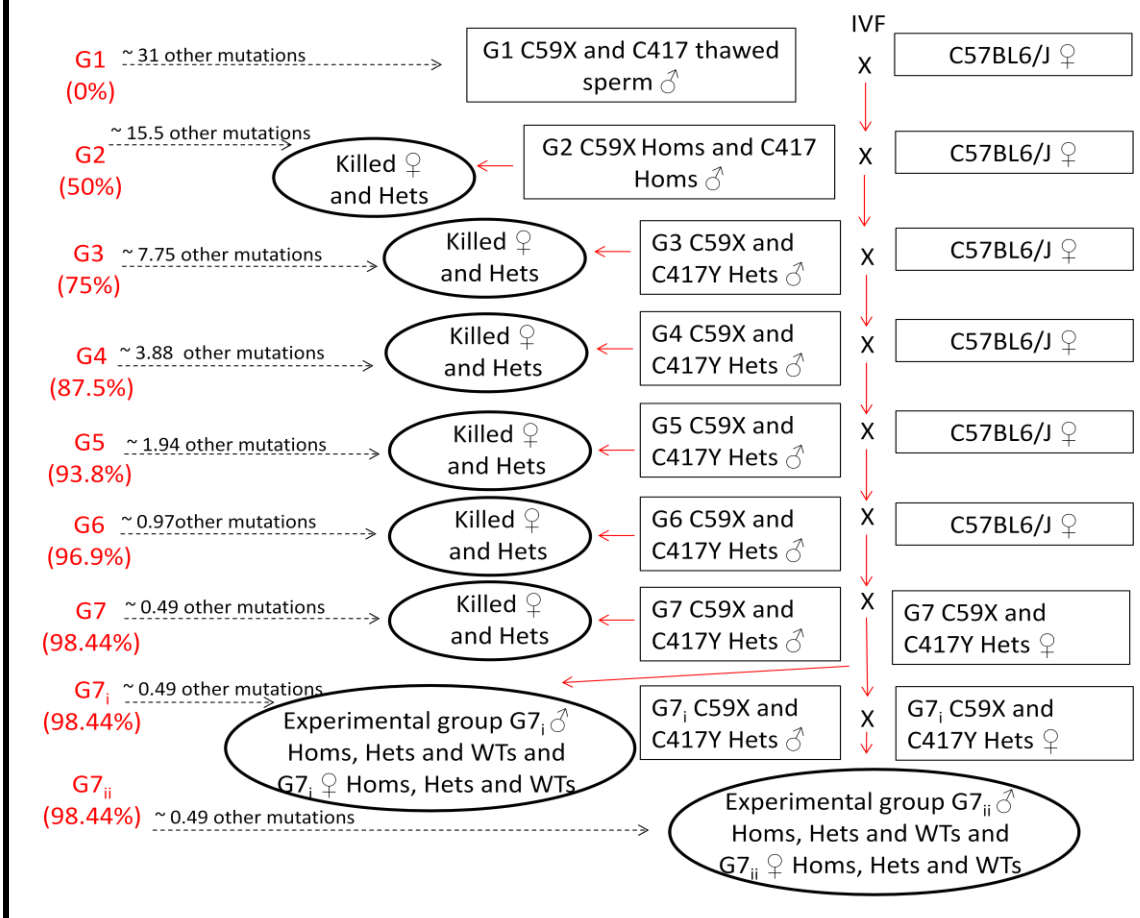 IVF
G1
(0%)
~ 31 other mutations
G1 C59X and C417 thawed
sperm ♂
X
C57BL6/J ♀
G2
(50%)
~ 15.5 other mutations
Killed ♀
and Hets
G2 C59X Homs and C417
Homs ♂
X
C57BL6/J ♀
G3
(75%)
~ 7.75 other mutations
Killed ♀
and Hets
G3 C59X and
C417Y Hets ♂
X
C57BL6/J ♀
G4
(87.5%)
~ 3.88 other mutations
Killed ♀
and Hets
G4 C59X and
C417Y Hets ♂
X
C57BL6/J ♀
G5
(93.8%)
~ 1.94 other mutations
Killed ♀
and Hets
G5 C59X and
C417Y Hets ♂
X
C57BL6/J ♀
G6
(96.9%)
~ 0.97other mutations
Killed ♀
and Hets
G6 C59X and
C417Y Hets ♂
X
C57BL6/J ♀
G7
(98.44%)
~ 0.49 other mutations
Killed ♀
and Hets
G7 C59X and
C417Y Hets ♂
X
G7 C59X and
C417Y Hets ♀
G7i
(98.44%)
~ 0.49 other mutations
Experimental group G7i ♂
Homs, Hets and WTs and
G7i ♀ Homs, Hets and WTs
G7i C59X and
C417Y Hets ♂
X
G7i C59X and
C417Y Hets ♀
G7ii
(98.44%)
~ 0.49 other mutations
Experimental group G7ii ♂
Homs, Hets and WTs and
G7ii ♀ Homs, Hets and WTs